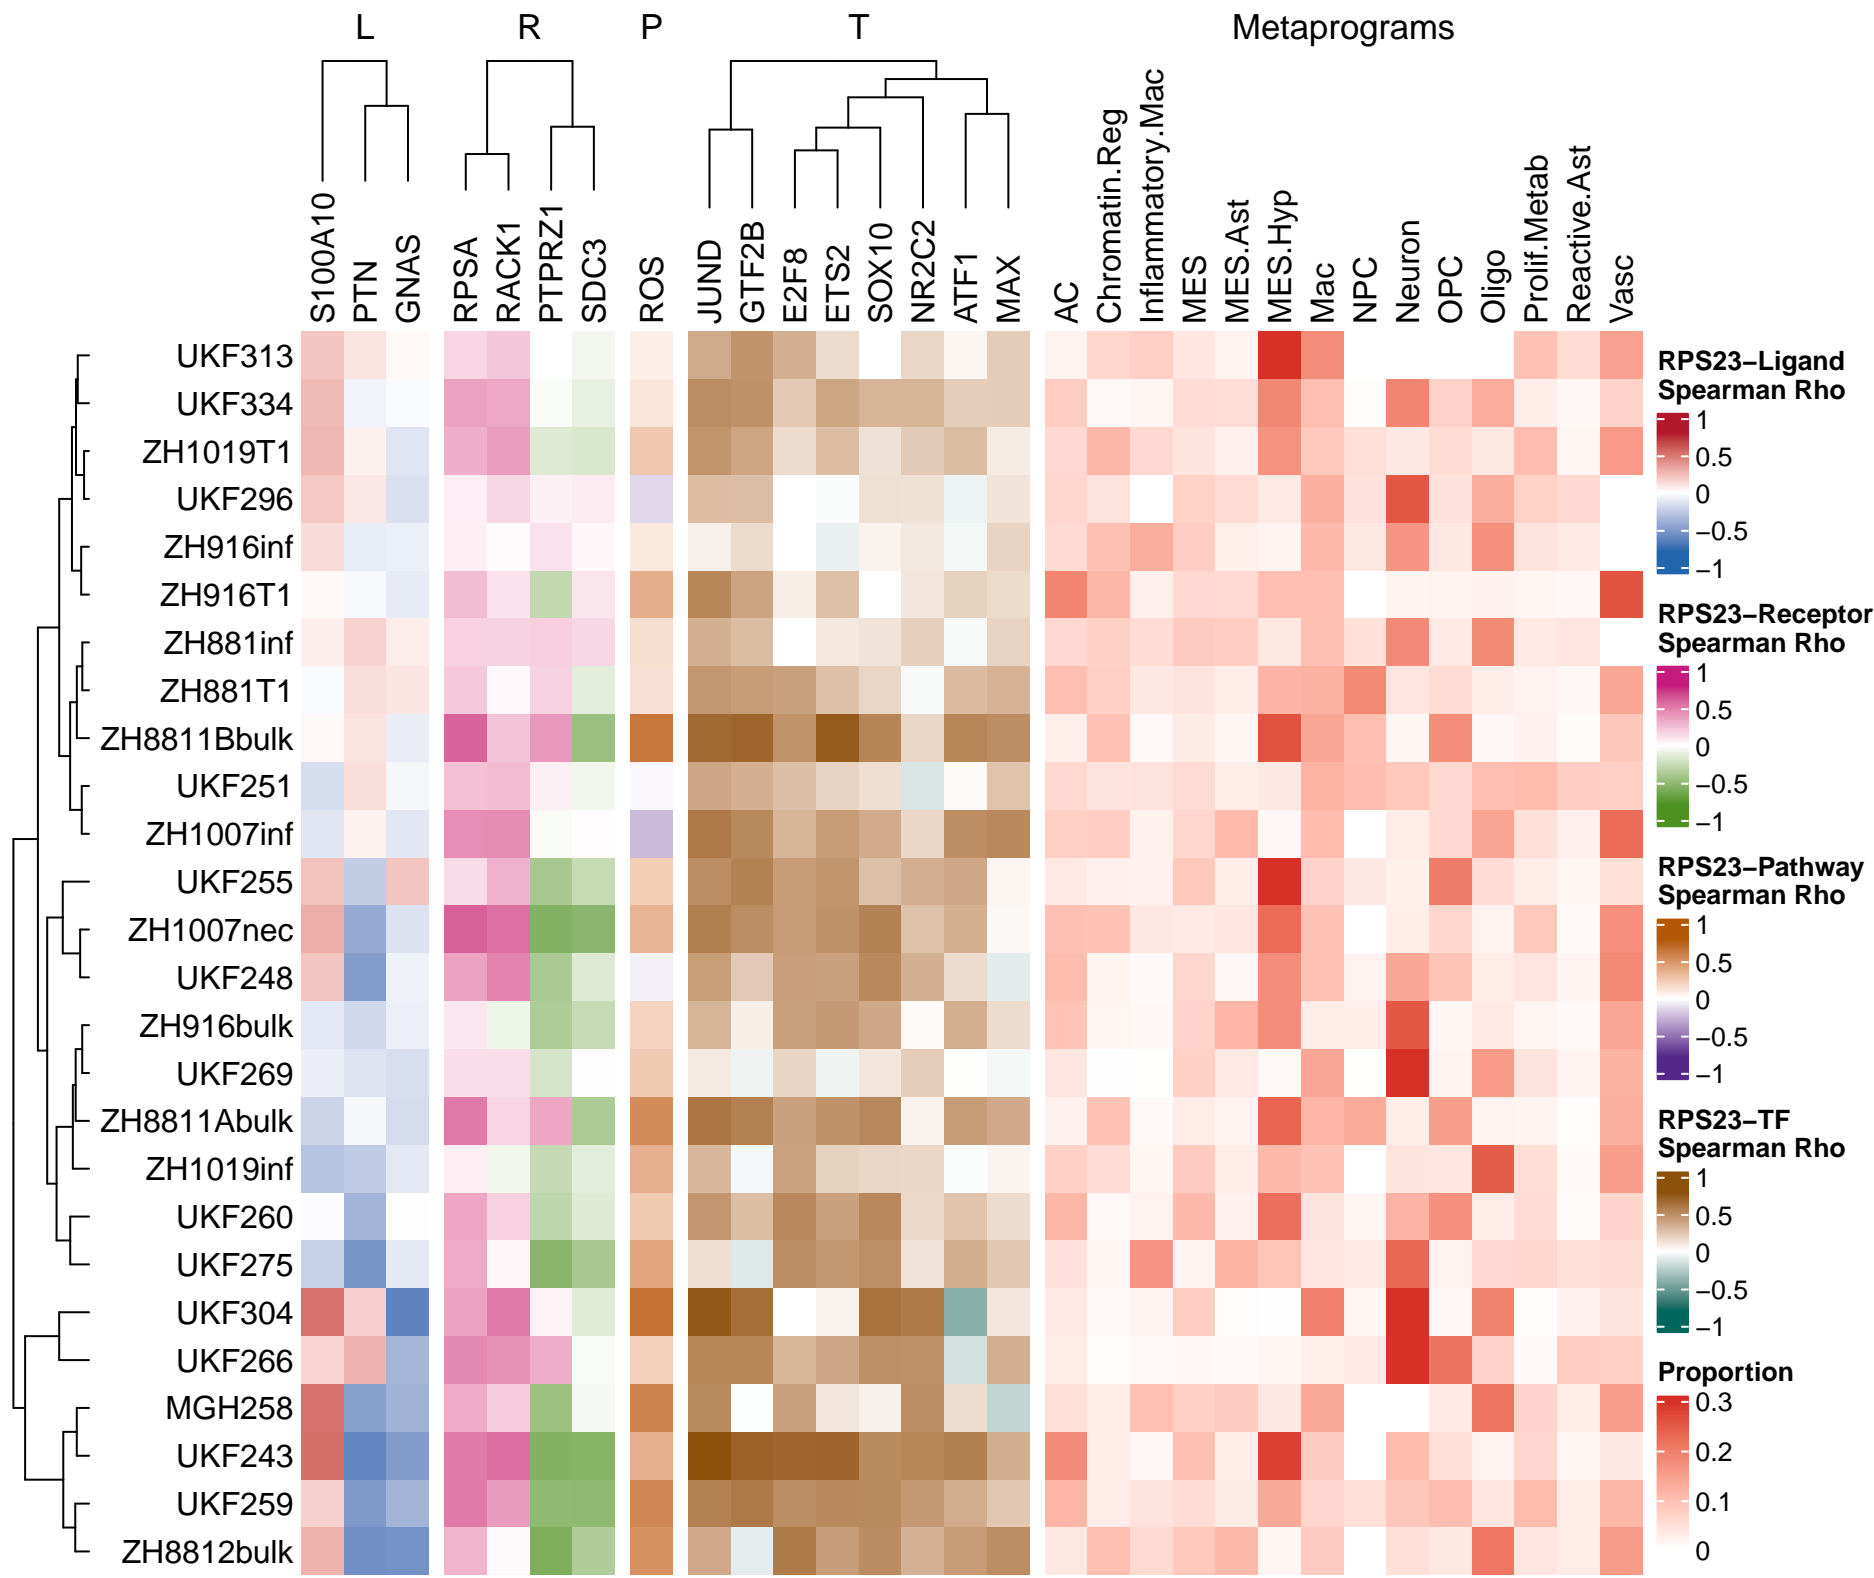 L R P T Metaprograms
S100A10 PTN GNAS RPSA RACK1 PTPRZ1 SDC3 ROS JUND GTF2B E2F8 ETS2 SOX10 NR2C2 ATF1 MAX AC Chromatin.Reg Inflammatory.Mac MES MES.Ast MES.Hyp Mac NPC Neuron OPC Oligo Prolif.Metab Reactive.Ast Vasc
UKF313
UKF334
ZH1019T1
UKF296
ZH916inf
ZH916T1
ZH881inf
ZH881T1
ZH8811Bbulk
UKF251
ZH1007inf
UKF255
ZH1007nec
UKF248
ZH916bulk
UKF269
ZH8811Abulk
ZH1019inf
UKF260
UKF275
UKF304
UKF266
MGH258
UKF243
UKF259
ZH8812bulk
RPS23−Ligand
Spearman Rho
1
0.5
0
−0.5
−1
RPS23−Receptor
Spearman Rho
1
0.5
0
−0.5
−1
RPS23−Pathway
Spearman Rho
1
0.5
0
−0.5
−1
RPS23−TF
Spearman Rho
1
0.5
0
−0.5
−1
Proportion
0.3
0.2
0.1
0